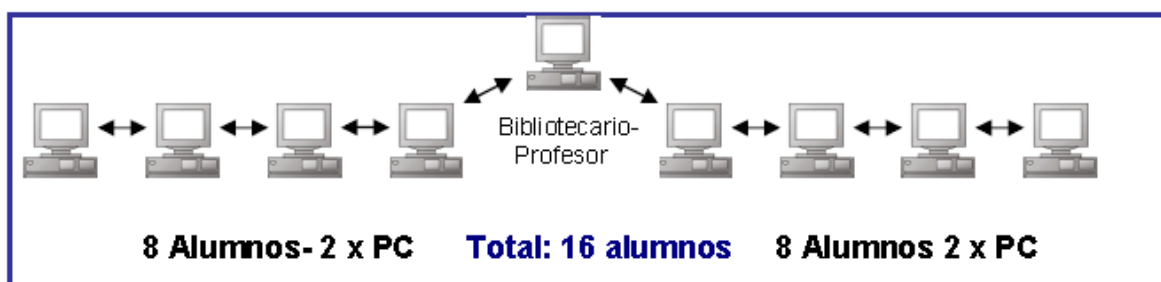 Bibliotecario-
Profesor
8 Alumnos- 2 x PC Total: 16 alumnos 8 Alumnos 2 x PC